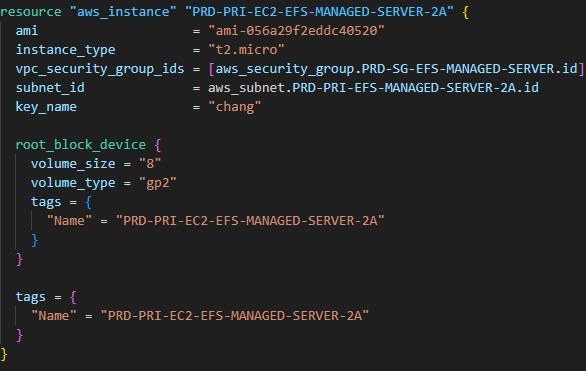 resource "aws_instance" "PRD-PRI-EC2-EFS-MANAGED-SERVER-2A" {
  ami                    = "ami-056a29f2eddc40520"
  instance_type          = "t2.micro"
  vpc_security_group_ids = [aws_security_group.PRD-SG-EFS-MANAGED-SERVER.id]
  subnet_id              = aws_subnet.PRD-PRI-EFS-MANAGED-SERVER-2A.id
  key_name               = "chang"

  root_block_device {
    volume_size = "8"
    volume_type = "gp2"
    tags = {
      "Name" = "PRD-PRI-EC2-EFS-MANAGED-SERVER-2A"
    }
  }

  tags = {
    "Name" = "PRD-PRI-EC2-EFS-MANAGED-SERVER-2A"
  }
}